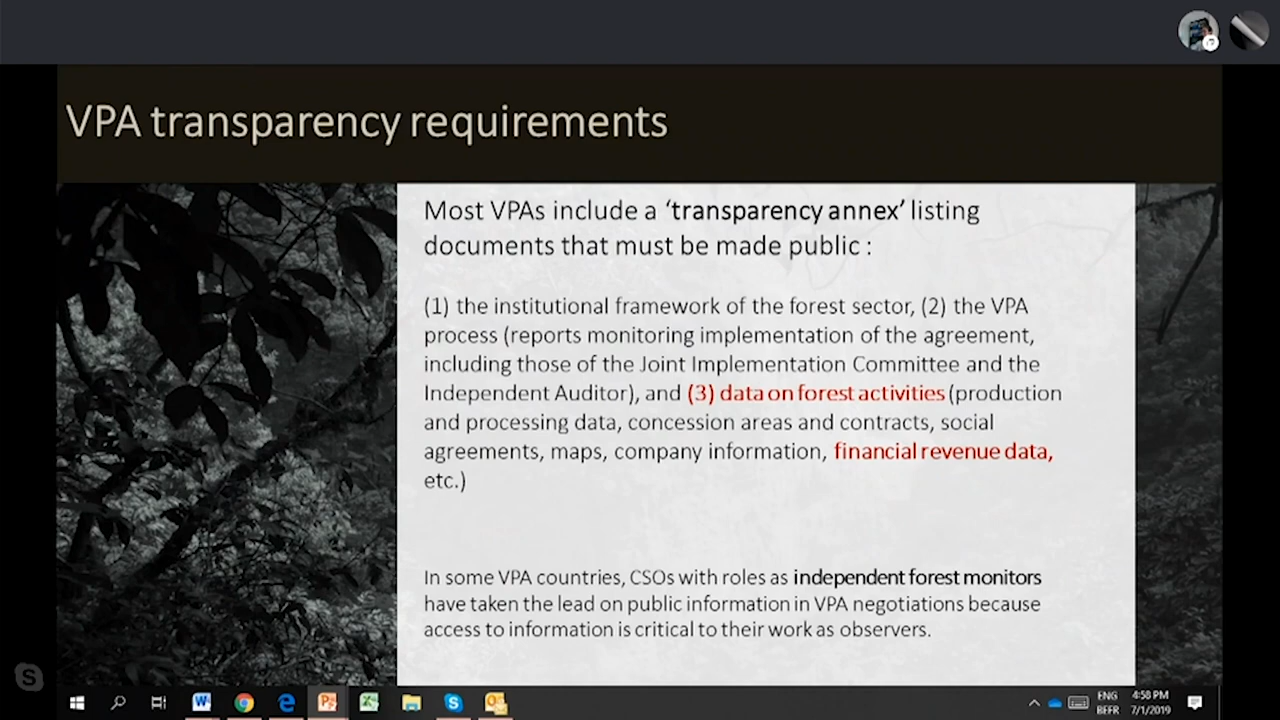 VPA transparency requirements
Most VPAs include a ‘transparency annex’ listing
documents that must be made public :
(1) the institutional framework of the forest sector, (2) the VPA
process (reports monitoring implementation of the agreement,
including those of the Joint Implementation Committee and the
Independent Auditor), and (3) data on forest activities (production
and processing data, concession areas and contracts, social
agreements, maps, company information, financial revenue data,
etc.)
In some VPA countries, CSOs with roles as independent forest monitors
have taken the lead on public information in VPA negotiations because
access to information is critical to their work as observers.
ENG 4:58 PM
BEFR 7/1/2019